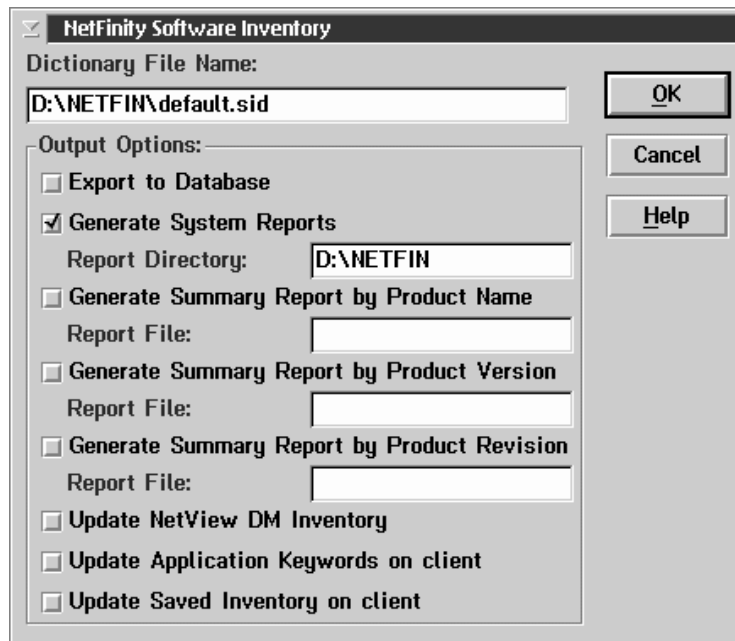 NetFinity Software Inventory
Dictionary File Name:
D:\NETFIN\default.sid
OK
Cancel
Help
Output Options:
Export to Database
Generate System Reports
Report Directory: D:\NETFIN
Generate Summary Report by Product Name
Report File:
Generate Summary Report by Product Version
Report File:
Generate Summary Report by Product Revision
Report File:
Update NetView DM Inventory
Update Application Keywords on client
Update Saved Inventory on client